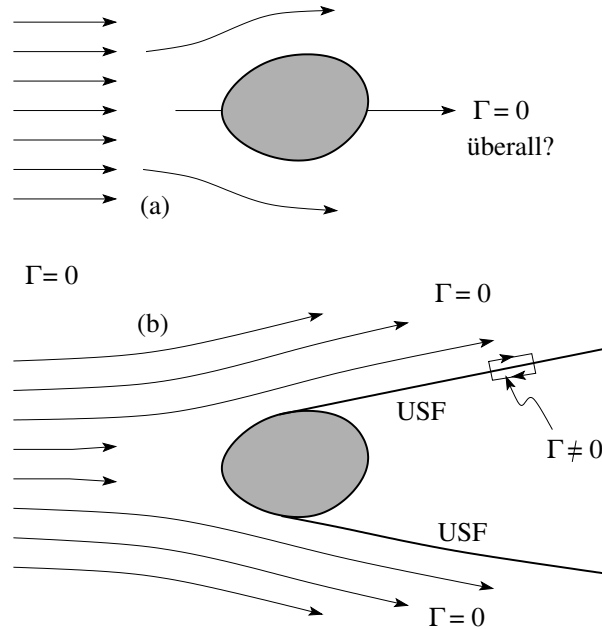 Γ = 0
überall?
(a)
Γ = 0
Γ = 0
(b)
USF
Γ ≠ 0
USF
Γ = 0